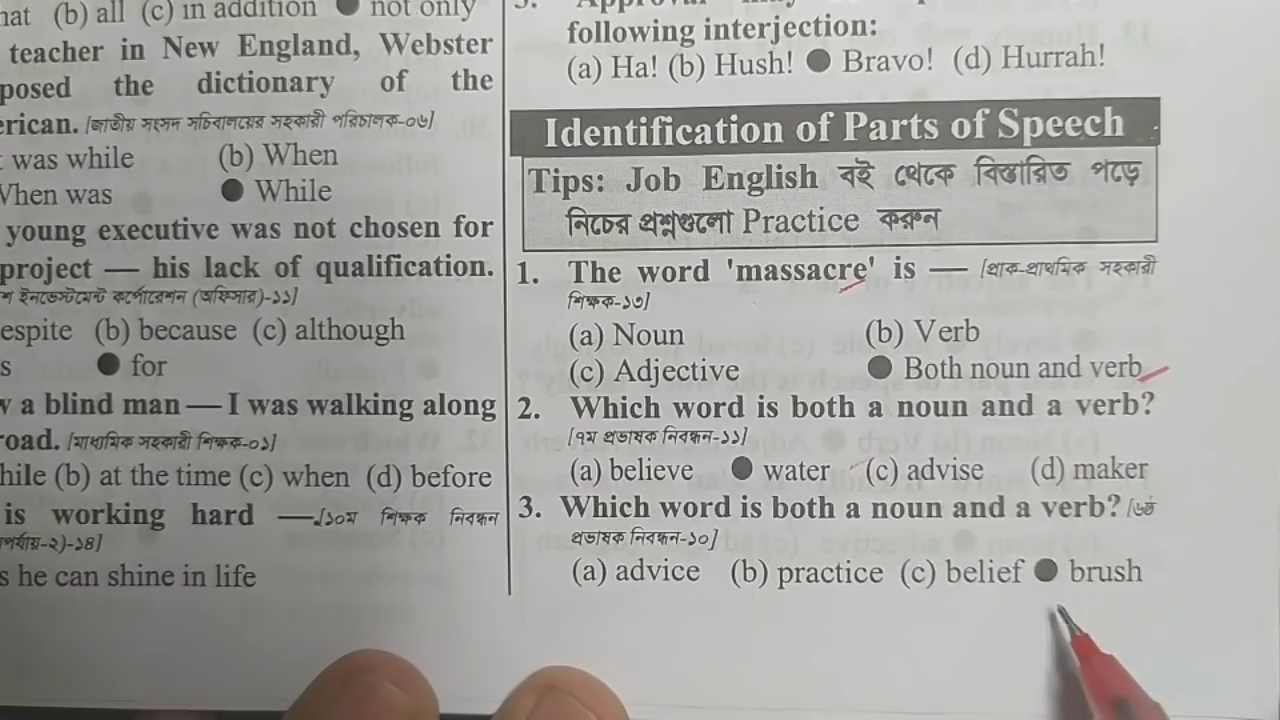 (b) all (c) in addition ● not only
teacher in New England, Webster
posed the dictionary of the
erican. [জাতীয় সংসদ সচিবালয়ের সহকারী পরিচালক-০৬]
was while (b) When
When was ● While
young executive was not chosen for
project — his lack of qualification.
ইনভেস্টমেন্ট কর্পোরেশন (অফিসার)-১১]
espite (b) because (c) although
● for
a blind man — I was walking along
road. [মাধ্যমিক সহকারী শিক্ষক-০১]
hile (b) at the time (c) when (d) before
is working hard —[১০ম শিক্ষক নিবন্ধন
পর্যায়-২)-১৪]
s he can shine in life
following interjection:
(a) Ha! (b) Hush! ● Bravo! (d) Hurrah!
Identification of Parts of Speech
Tips: Job English বই থেকে বিস্তারিত পড়ে
নিচের প্রশ্নগুলো Practice করুন
1. The word 'massacre' is — [প্রাক-প্রাথমিক সহকারী
শিক্ষক-১৩]
(a) Noun (b) Verb
(c) Adjective ● Both noun and verb
2. Which word is both a noun and a verb?
[৭ম প্রভাষক নিবন্ধন-১১]
(a) believe ● water (c) advise (d) maker
3. Which word is both a noun and a verb? [৬ষ্ঠ
প্রভাষক নিবন্ধন-১০]
(a) advice (b) practice (c) belief ● brush